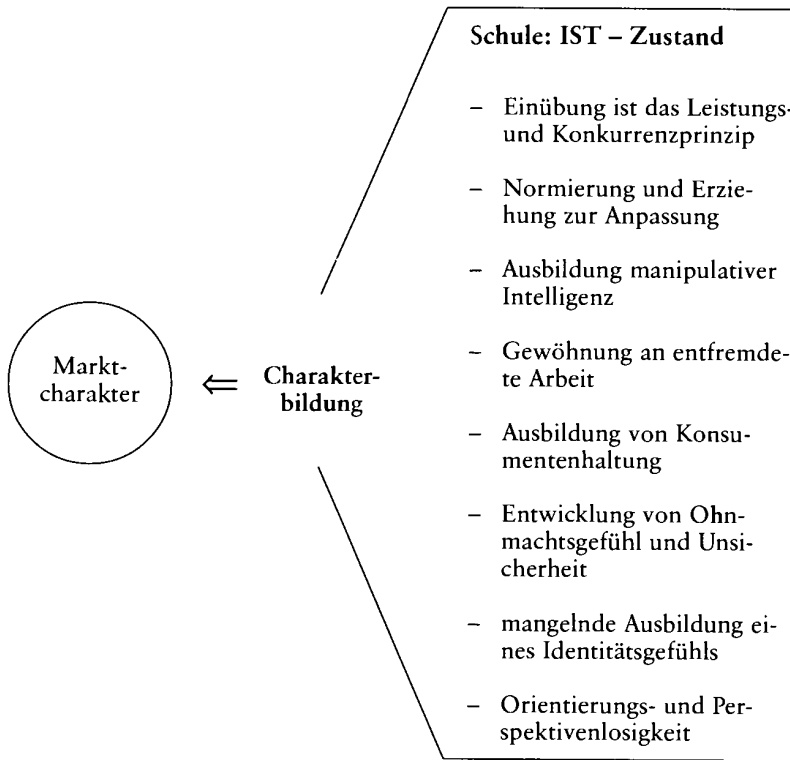 Schule: IST – Zustand
– Einübung ist das Leistungs-
und Konkurrenzprinzip
– Normierung und Erzie-
hung zur Anpassung
– Ausbildung manipulativer
Intelligenz
– Gewöhnung an entfremde-
te Arbeit
– Ausbildung von Konsu-
mentenhaltung
– Entwicklung von Ohn-
machtsgefühl und Unsi-
cherheit
– mangelnde Ausbildung ei-
nes Identitätsgefühls
– Orientierungs- und Per-
spektivenlosigkeit
Markt-
charakter
⇐
Charakter-
bildung